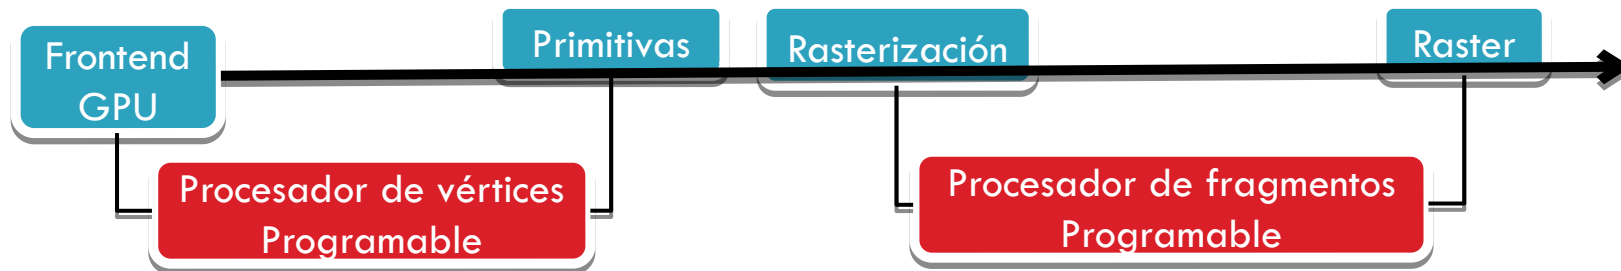 Frontend
GPU
Primitivas
Rasterización
Raster
Procesador de vértices
Programable
Procesador de fragmentos
Programable